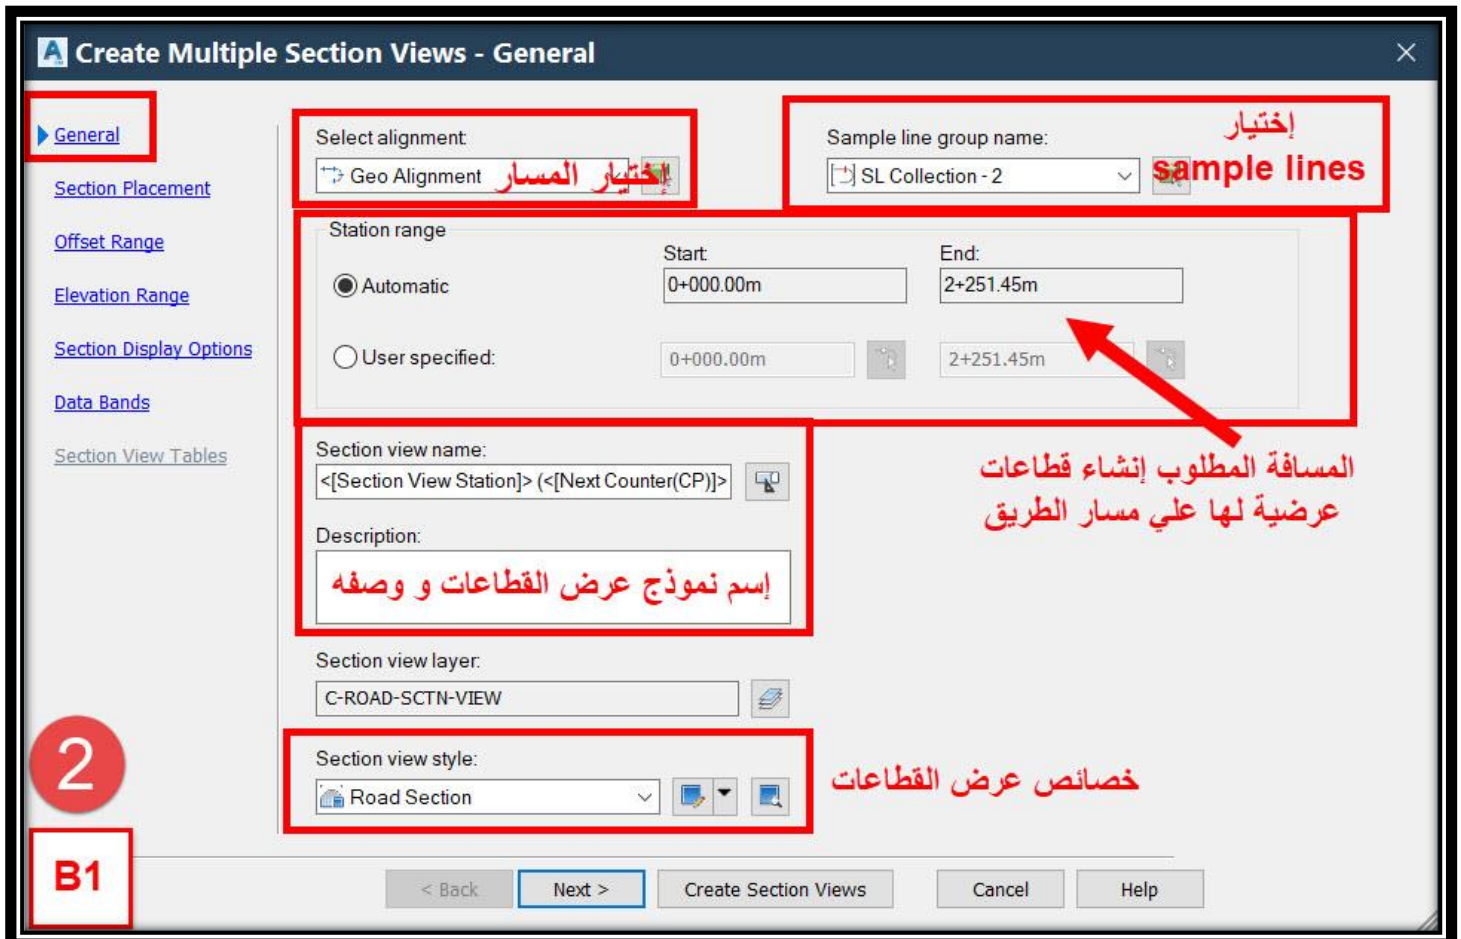 Create Multiple Section Views - General
General
Section Placement
Offset Range
Elevation Range
Section Display Options
Data Bands
Section View Tables
Select alignment:
Geo Alignment
إختيار المسار
Sample line group name:
SL Collection - 2
إختيار
sample lines
Station range
Start:
End:
Automatic
0+000.00m
2+251.45m
User specified:
0+000.00m
2+251.45m
المسافة المطلوب إنشاء قطاعات
عرضية لها علي مسار الطريق
Section view name:
<[Section View Station]> (<[Next Counter(CP)]>
Description:
إسم نموذج عرض القطاعات و وصفه
Section view layer:
C-ROAD-SCTN-VIEW
Section view style:
Road Section
خصائص عرض القطاعات
2
B1
< Back
Next >
Create Section Views
Cancel
Help